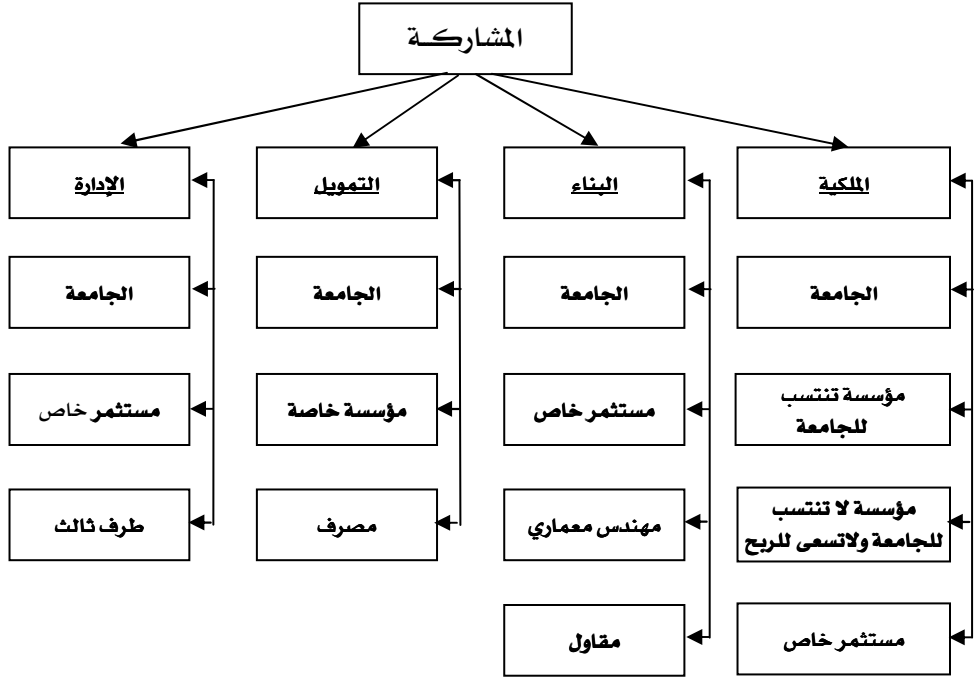 المشاركــة
الملكية
الجامعة
مؤسسة تنتسب
للجامعة
مؤسسة لا تنتسب
للجامعة ولاتسعى للربح
مستثمر خاص
البناء
الجامعة
مستثمر خاص
مهندس معماري
مقاول
التمويل
الجامعة
مؤسسة خاصة
مصرف
الإدارة
الجامعة
مستثمر خاص
طرف ثالث